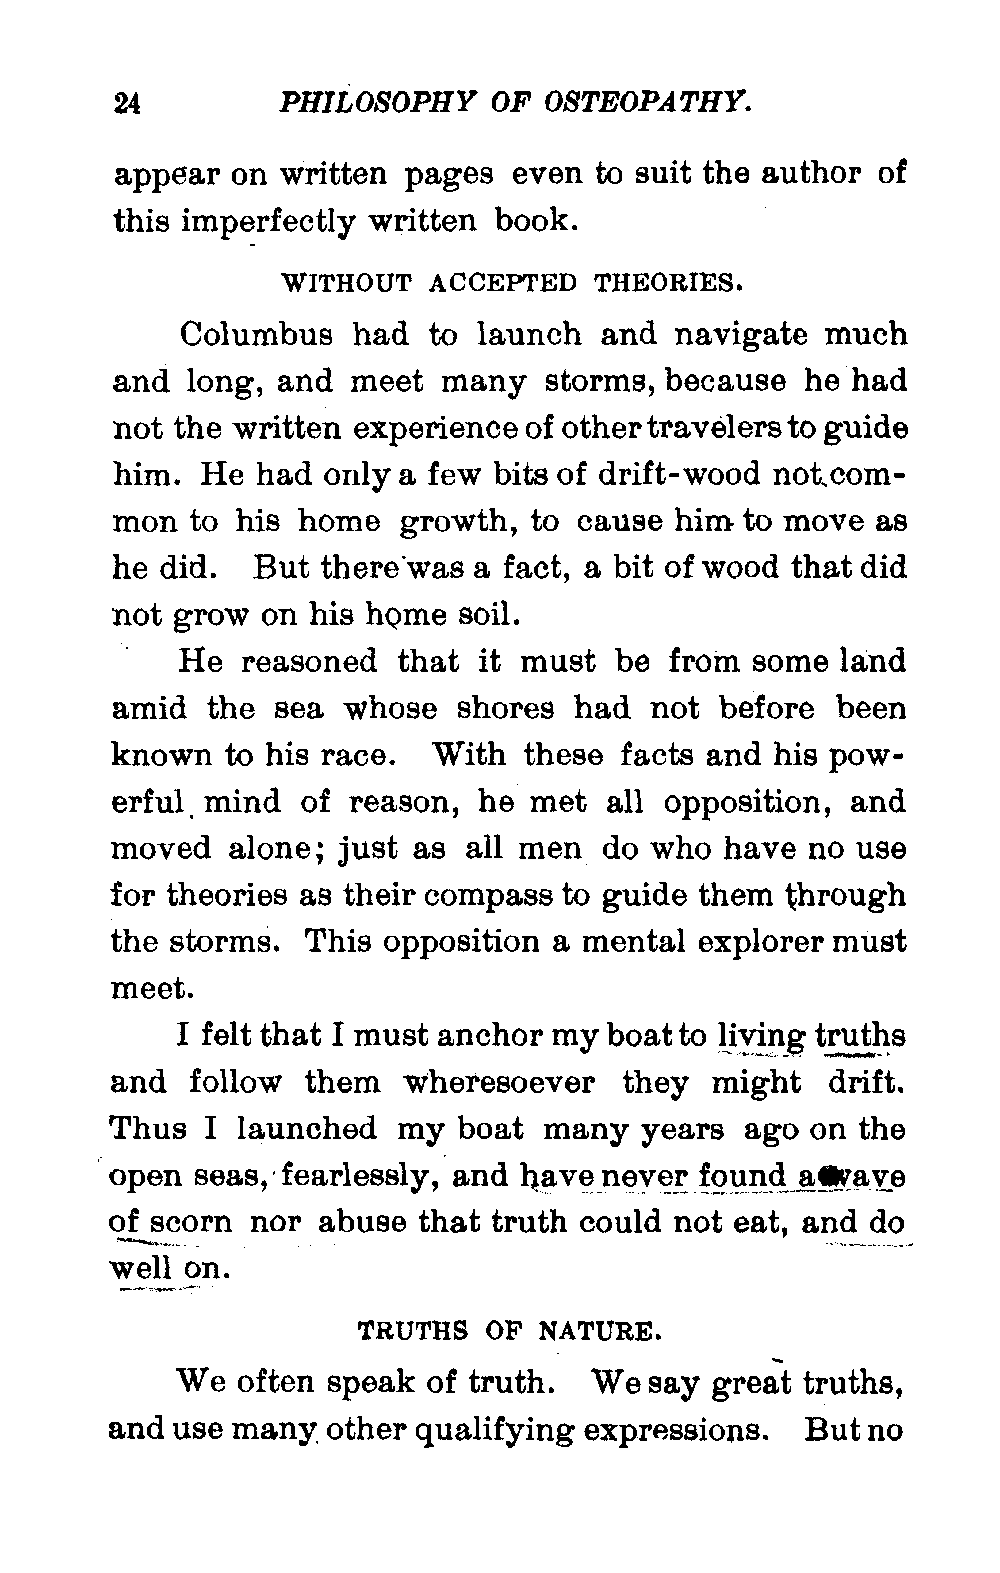 24 PHILOSOPHY OF OSTEOPATHY.
appear on written pages even to suit the author of
this imperfectly written book.
WITHOUT ACCEPTED THEORIES.
Columbus had to launch and navigate much
and long, and meet many storms, because he had
not the written experience of other travelers to guide
him. He had only a few bits of drift-wood not com-
mon to his home growth, to cause him to move as
he did. But there was a fact, a bit of wood that did
not grow on his home soil.
He reasoned that it must be from some land
amid the sea whose shores had not before been
known to his race. With these facts and his pow-
erful mind of reason, he met all opposition, and
moved alone; just as all men do who have no use
for theories as their compass to guide them through
the storms. This opposition a mental explorer must
meet.
I felt that I must anchor my boat to living truths
and follow them wheresoever they might drift.
Thus I launched my boat many years ago on the
open seas, fearlessly, and have never found a wave
of scorn nor abuse that truth could not eat, and do
well on.
TRUTHS OF NATURE.
We often speak of truth. We say great truths,
and use many other qualifying expressions. But no